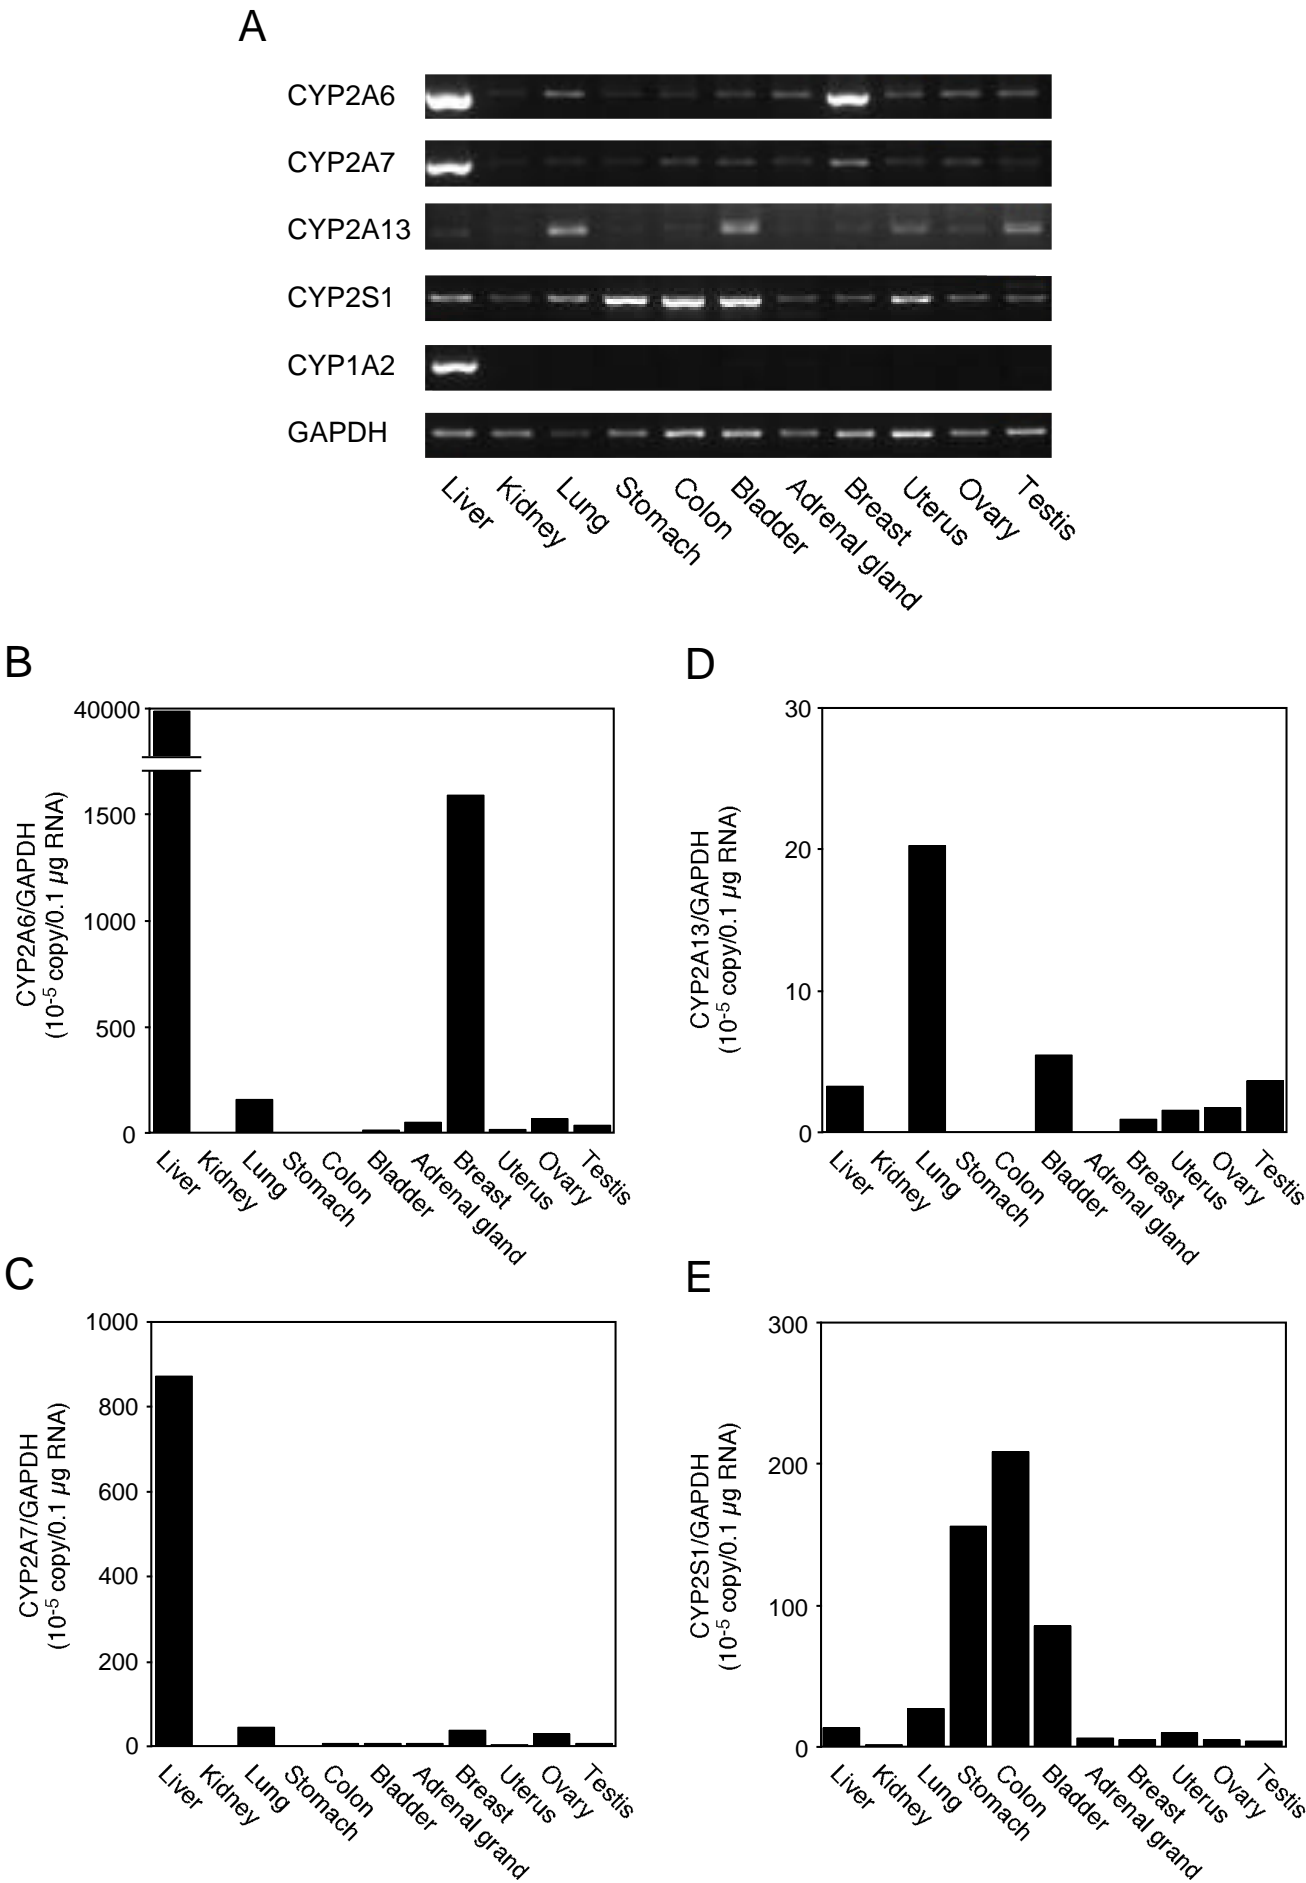 A
CYP2A6
CYP2A7
CYP2A13
CYP2S1
CYP1A2
GAPDH
Liver
Kidney
Lung
Stomach
Colon
Bladder
Adrenal gland
Breast
Uterus
Ovary
Testis
B
CYP2A6/GAPDH
(10-5 copy/0.1 µg RNA)
40000
1500
1000
500
0
Liver
Kidney
Lung
Stomach
Colon
Bladder
Adrenal gland
Breast
Uterus
Ovary
Testis
D
CYP2A13/GAPDH
(10-5 copy/0.1 µg RNA)
30
20
10
0
Liver
Kidney
Lung
Stomach
Colon
Bladder
Adrenal gland
Breast
Uterus
Ovary
Testis
C
CYP2A7/GAPDH
(10-5 copy/0.1 µg RNA)
1000
800
600
400
200
0
Liver
Kidney
Lung
Stomach
Colon
Bladder
Adrenal grand
Breast
Uterus
Ovary
Testis
E
CYP2S1/GAPDH
(10-5 copy/0.1 µg RNA)
300
200
100
0
Liver
Kidney
Lung
Stomach
Colon
Bladder
Adrenal grand
Breast
Uterus
Ovary
Testis